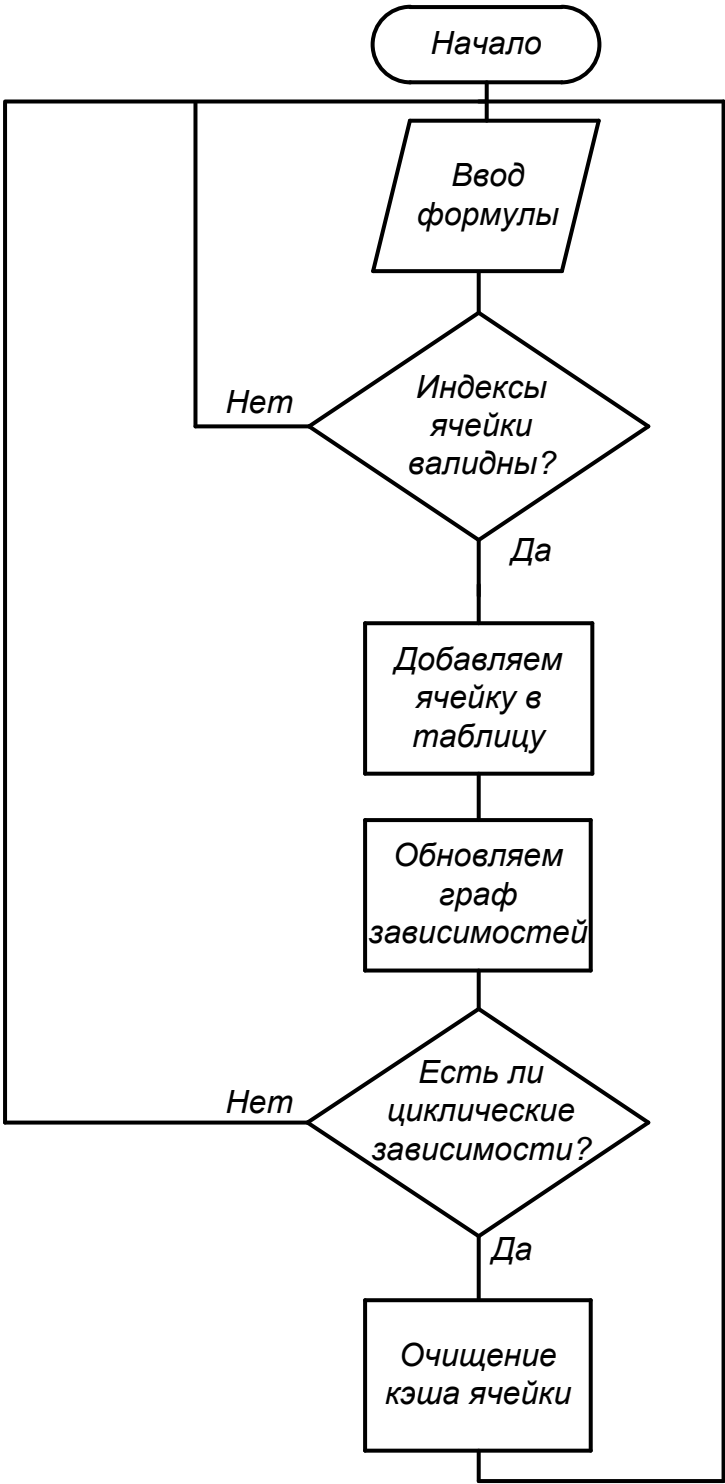 Начало
Ввод
формулы
Индексы
ячейки
валидны?
Нет
Да
Добавляем
ячейку в
таблицу
Обновляем
граф
зависимостей
Есть ли
циклические
зависимости?
Нет
Да
Очищение
кэша ячейки